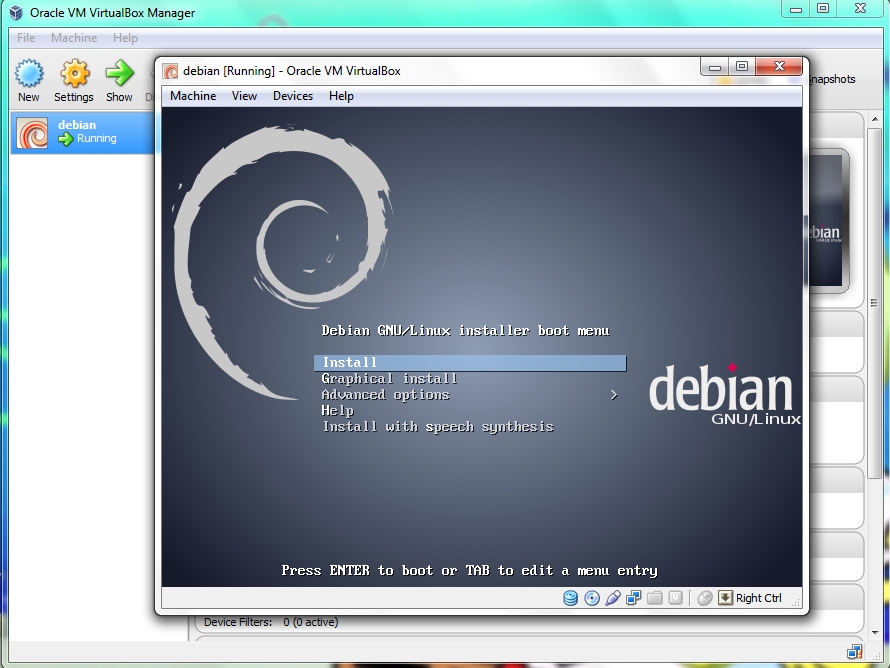 Oracle VM VirtualBox Manager
File Machine Help
New Settings Show
debian
Running
debian [Running] - Oracle VM VirtualBox
Machine View Devices Help
Debian GNU/Linux installer boot menu
Install
Graphical install
Advanced options >
Help
Install with speech synthesis
debian
GNU/Linux
Press ENTER to boot or TAB to edit a menu entry
Right Ctrl
Device Filters: 0 (0 active)